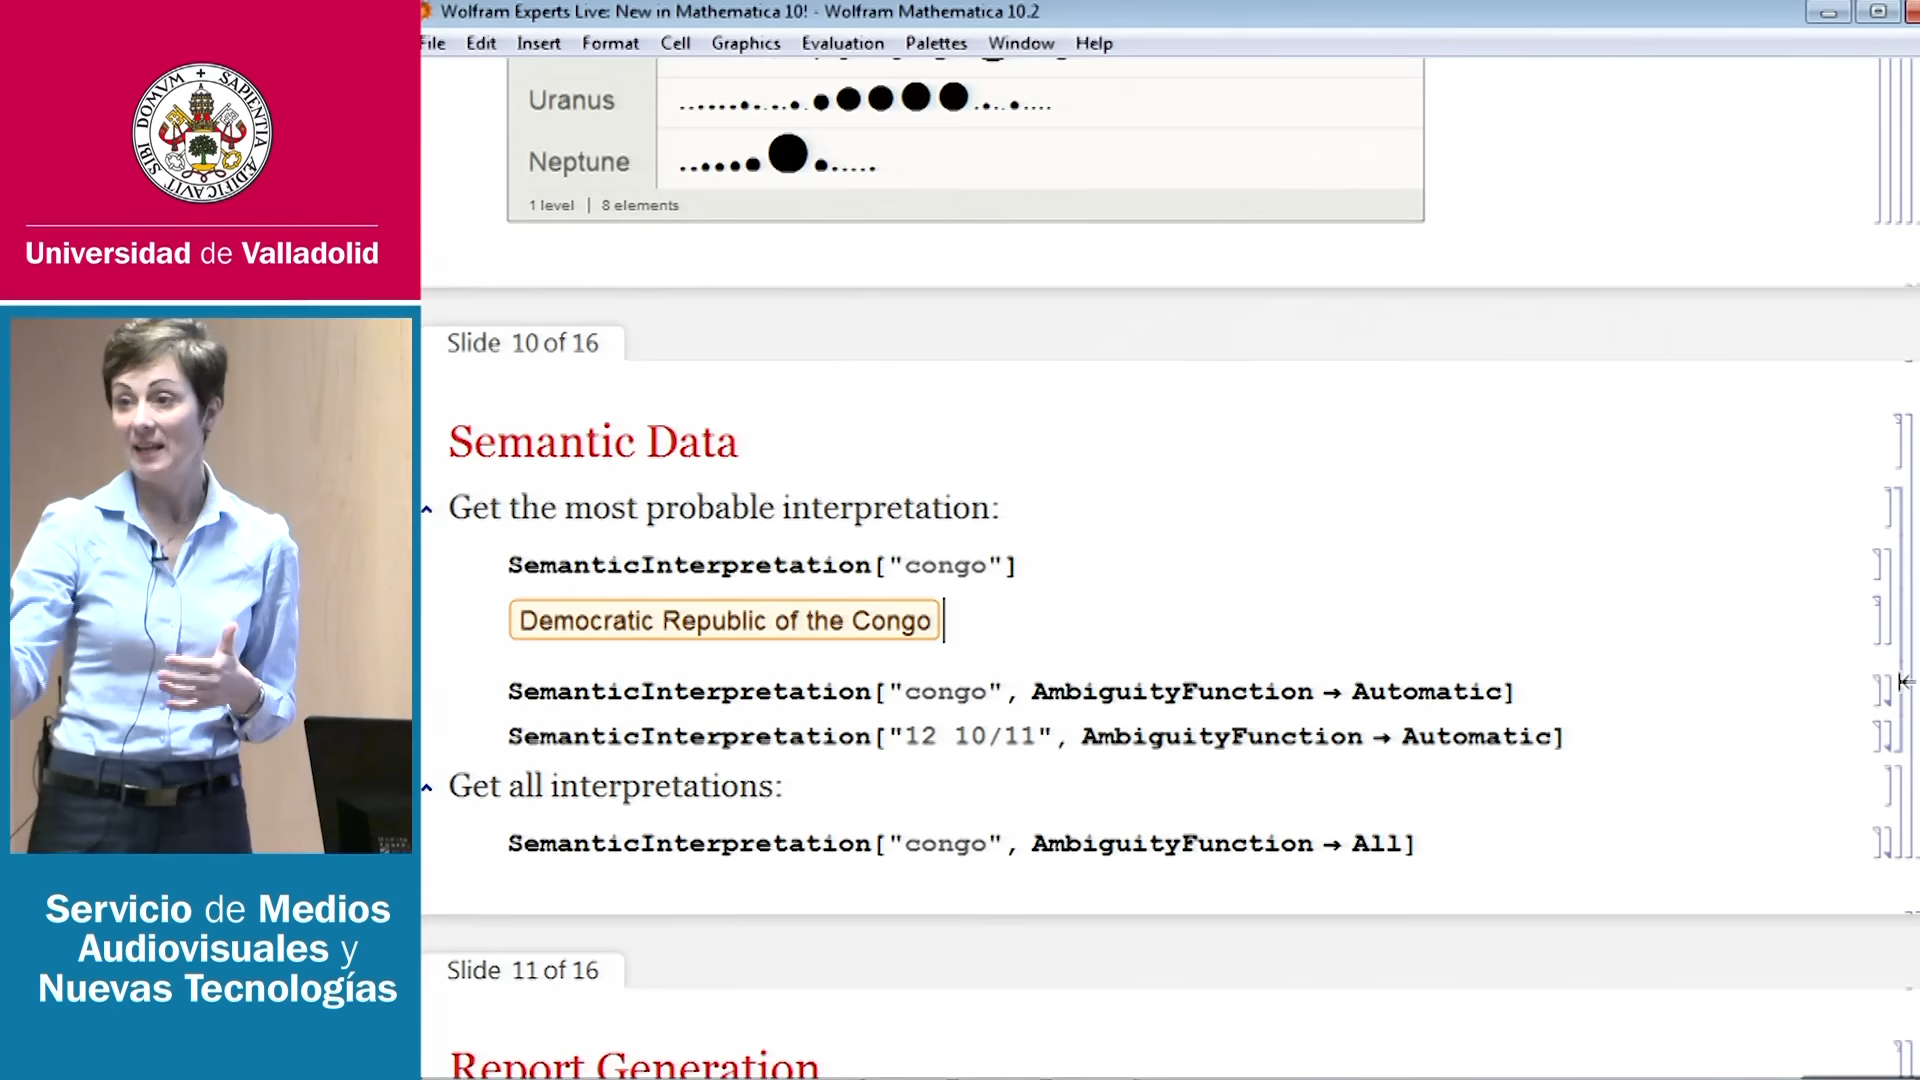 DOMVM + SAPIENTIA SIBI ÆDIFICAVIT
Universidad de Valladolid
Servicio de Medios
Audiovisuales y
Nuevas Tecnologías
Wolfram Experts Live: New in Mathematica 10! - Wolfram Mathematica 10.2
File Edit Insert Format Cell Graphics Evaluation Palettes Window Help
Uranus
Neptune
1 level | 8 elements
Slide 10 of 16
Semantic Data
Get the most probable interpretation:
SemanticInterpretation["congo"]
Democratic Republic of the Congo
SemanticInterpretation["congo", AmbiguityFunction → Automatic]
SemanticInterpretation["12 10/11", AmbiguityFunction → Automatic]
Get all interpretations:
SemanticInterpretation["congo", AmbiguityFunction → All]
Slide 11 of 16
Report Generation